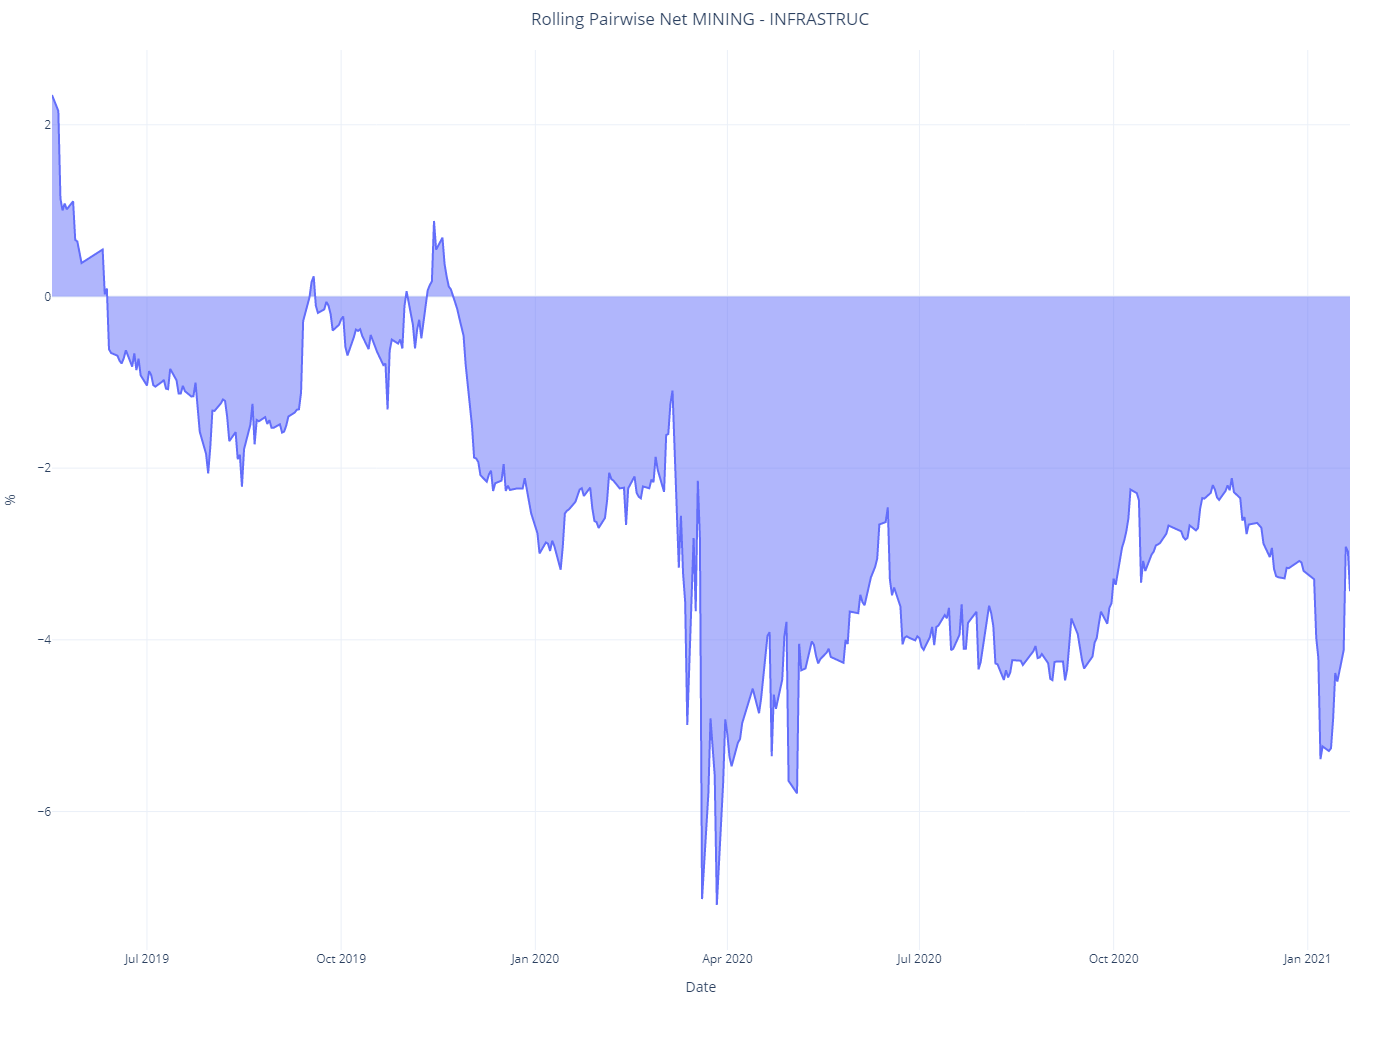 Rolling Pairwise Net MINING - INFRASTRUC
2
0
−2
−4
−6
%
Jul 2019
Oct 2019
Jan 2020
Apr 2020
Jul 2020
Oct 2020
Jan 2021
Date